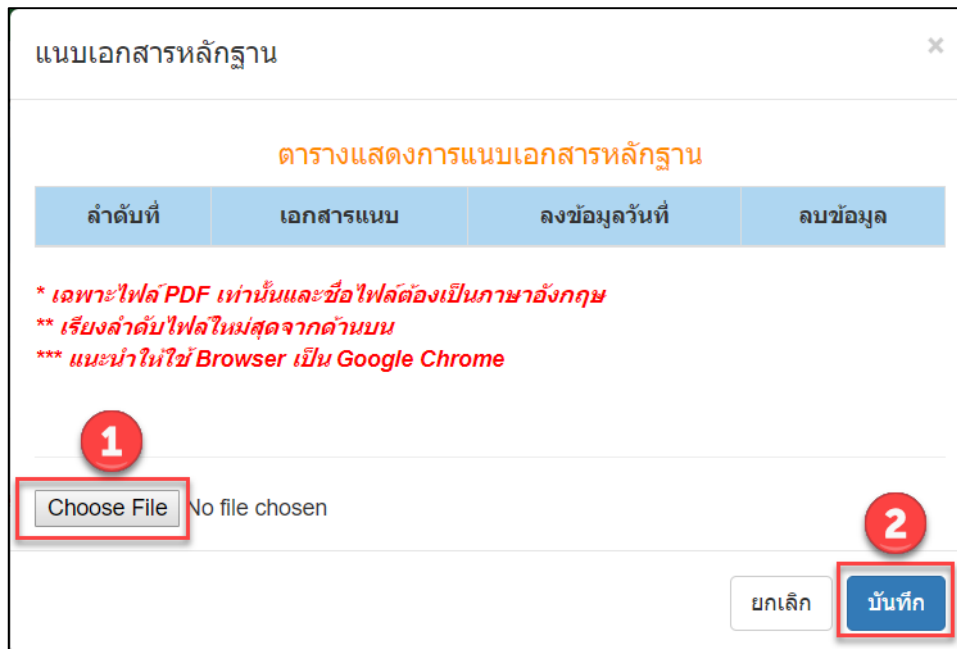 แนบเอกสารหลักฐาน ×
ตารางแสดงการแนบเอกสารหลักฐาน
ลำดับที่ เอกสารแนบ ลงข้อมูลวันที่ ลบข้อมูล
* เฉพาะไฟล์ PDF เท่านั้นและชื่อไฟล์ต้องเป็นภาษาอังกฤษ
** เรียงลำดับไฟล์ใหม่สุดจากด้านบน
*** แนะนำให้ใช้ Browser เป็น Google Chrome
1
Choose File No file chosen
2
ยกเลิก บันทึก